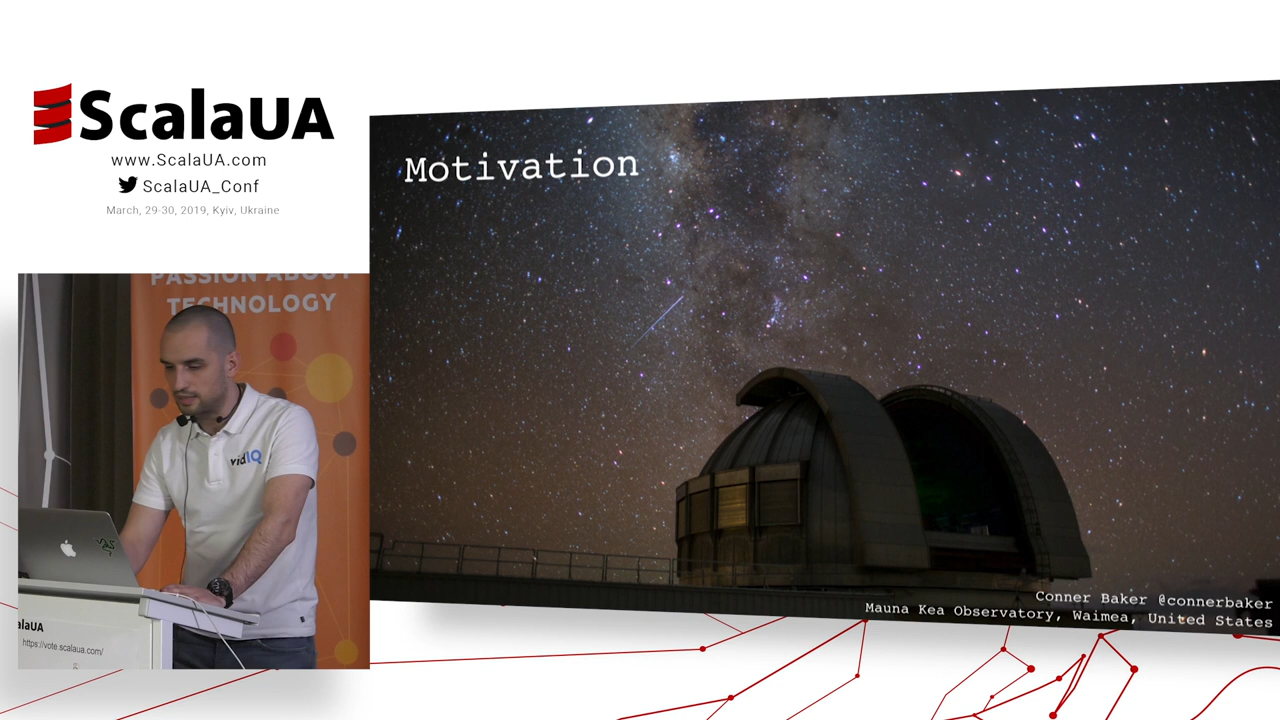 ScalaUA
www.ScalaUA.com
ScalaUA_Conf
March, 29-30, 2019, Kyiv, Ukraine
Motivation
PASSION ABOUT
TECHNOLOGY
vidIQ
alaUA
https://vote.scalaua.com/
Conner Baker @connerbaker
Mauna Kea Observatory, Waimea, United States